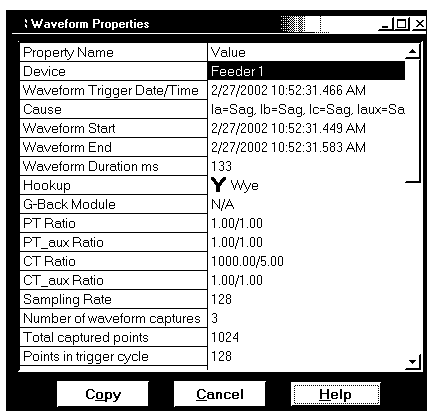 Waveform Properties
Property Name Value
Device Feeder 1
Waveform Trigger Date/Time 2/27/2002 10:52:31.466 AM
Cause Ia=Sag, Ib=Sag, Ic=Sag, Iaux=Sa
Waveform Start 2/27/2002 10:52:31.449 AM
Waveform End 2/27/2002 10:52:31.583 AM
Waveform Duration ms 133
Hookup Y Wye
G-Back Module N/A
PT Ratio 1.00/1.00
PT_aux Ratio 1.00/1.00
CT Ratio 1000.00/5.00
CT_aux Ratio 1.00/1.00
Sampling Rate 128
Number of waveform captures 3
Total captured points 1024
Points in trigger cycle 128
Copy Cancel Help